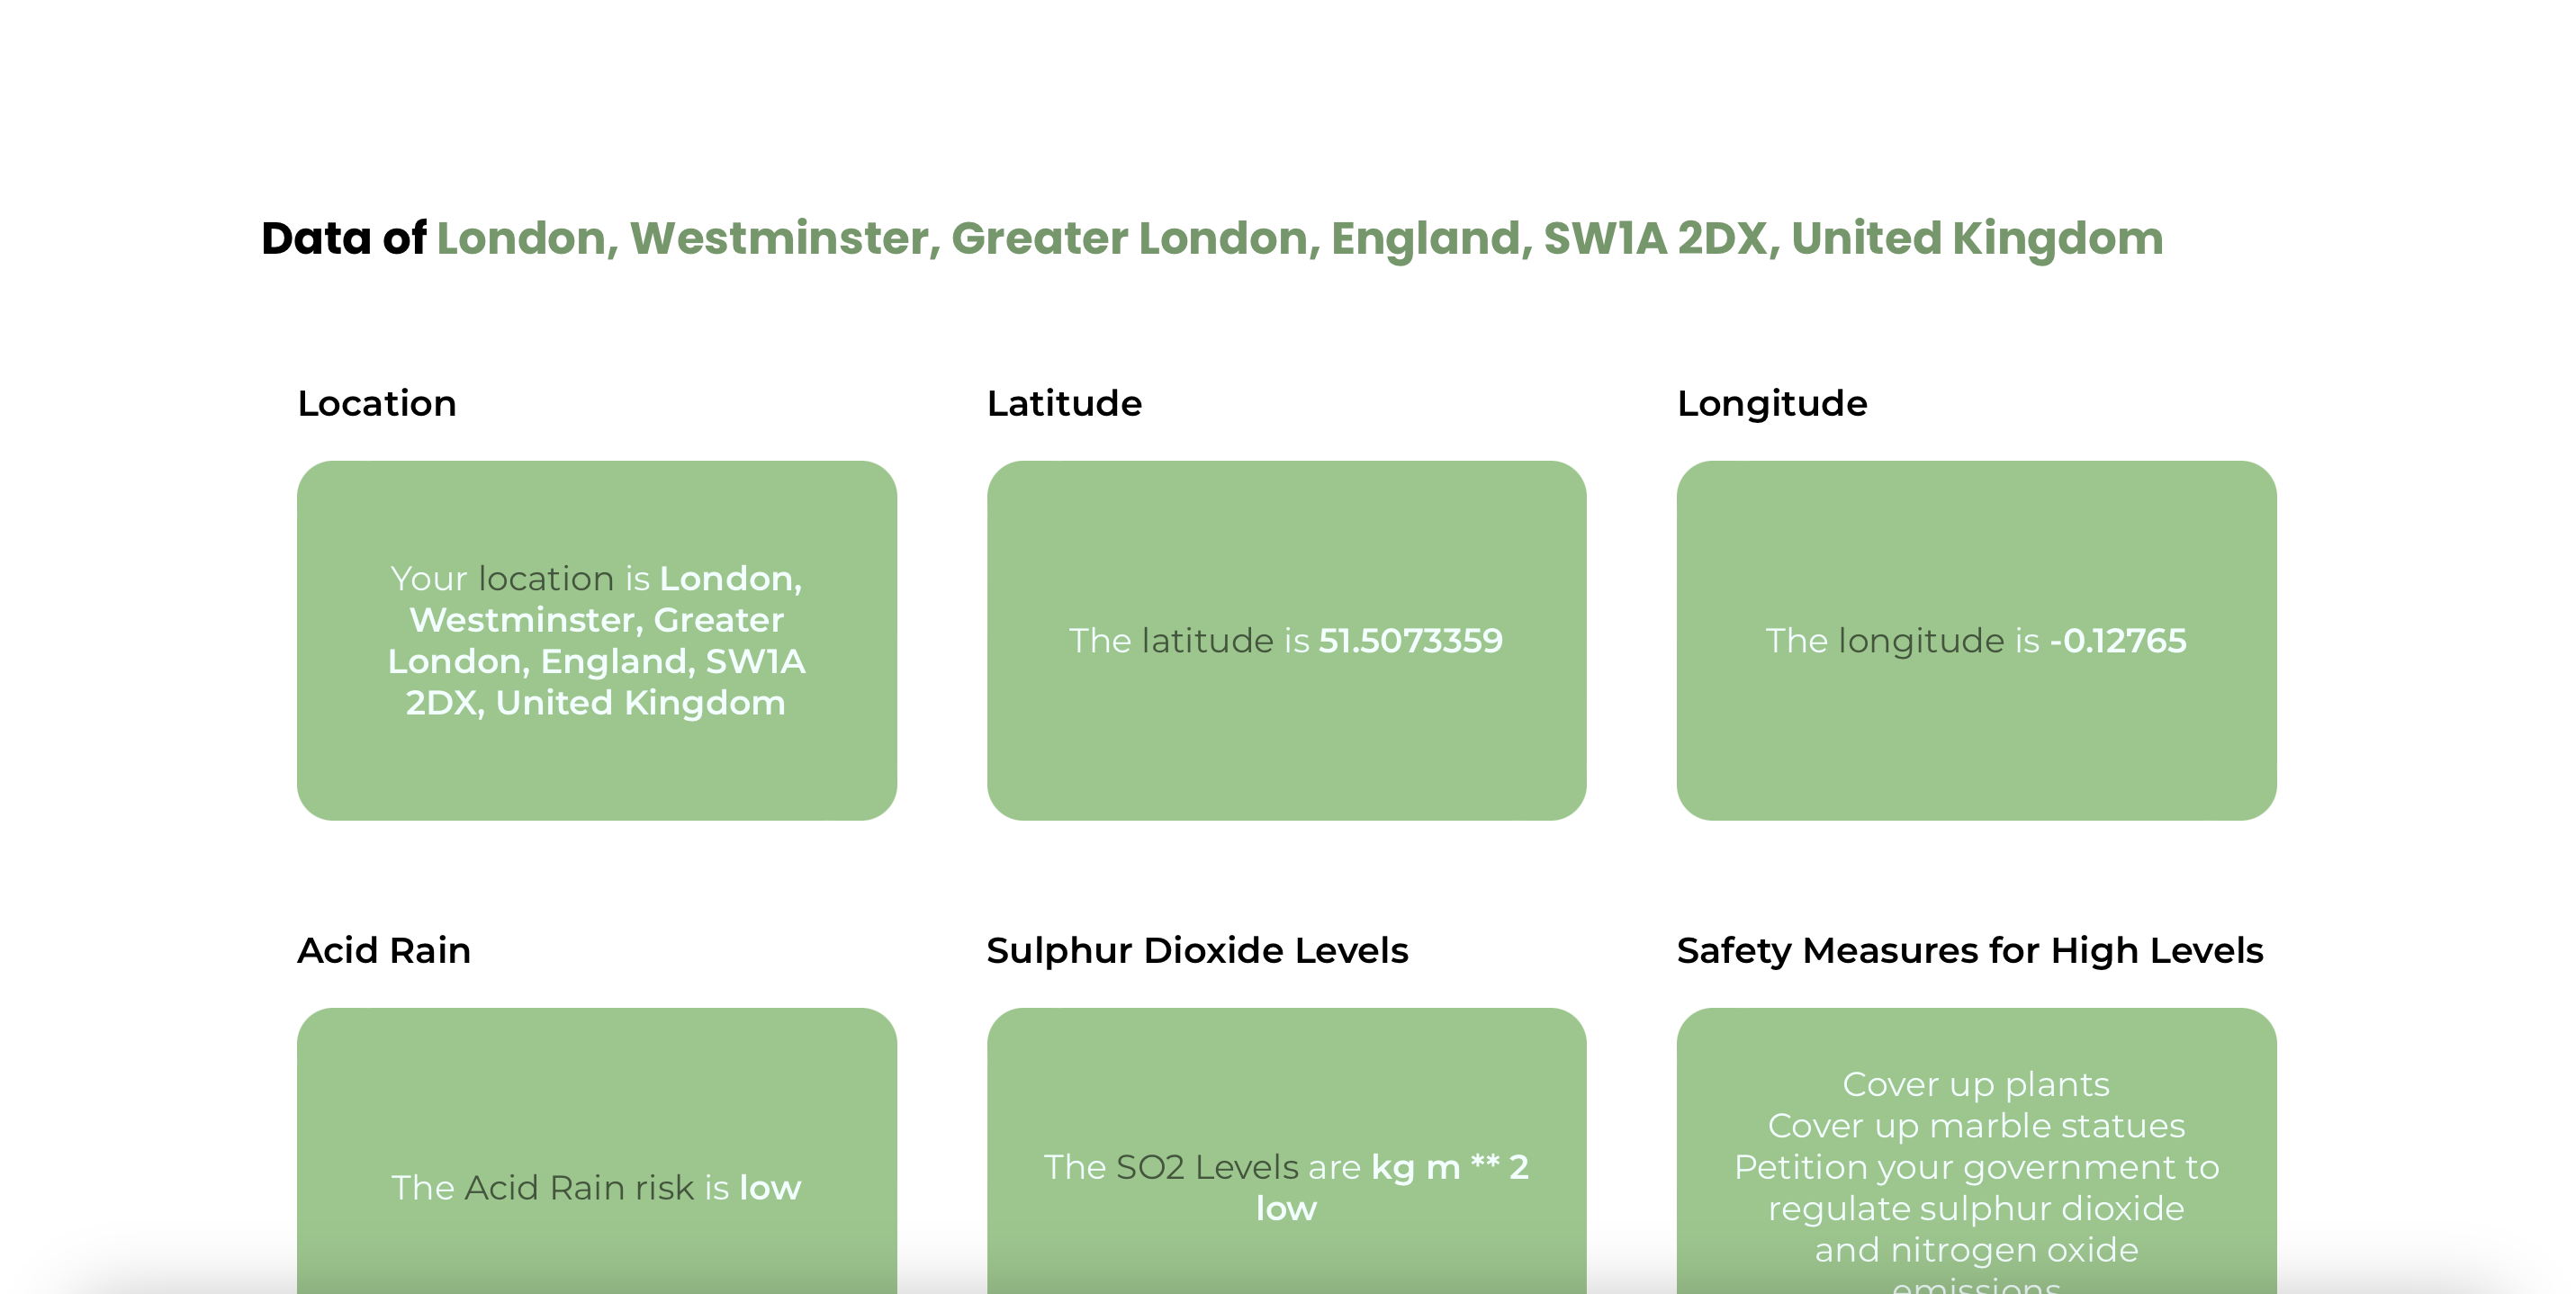 Data of London, Westminster, Greater London, England, SW1A 2DX, United Kingdom
Location
Your location is London,
Westminster, Greater
London, England, SW1A
2DX, United Kingdom
Latitude
The latitude is 51.5073359
Longitude
The longitude is -0.12765
Acid Rain
The Acid Rain risk is low
Sulphur Dioxide Levels
The SO2 Levels are kg m ** 2
low
Safety Measures for High Levels
Cover up plants
Cover up marble statues
Petition your government to
regulate sulphur dioxide
and nitrogen oxide
emissions